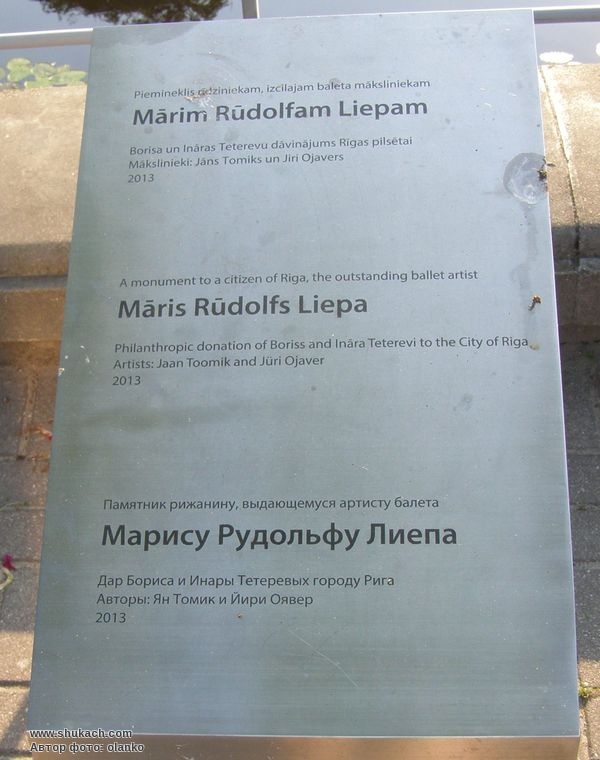 Piemineklis rīdziniekam, izcilajam baleta māksliniekam
Mārim Rūdolfam Liepam
Borisa un Ināras Teterevu dāvinājums Rīgas pilsētai
Mākslinieki: Jāns Tomiks un Jiri Ojavers
2013
A monument to a citizen of Riga, the outstanding ballet artist
Māris Rūdolfs Liepa
Philanthropic donation of Boriss and Ināra Teterevi to the City of Riga
Artists: Jaan Toomik and Jüri Ojaver
2013
Памятник рижанину, выдающемуся артисту балета
Марису Рудольфу Лиепа
Дар Бориса и Инары Тетеревых городу Рига
Авторы: Ян Томик и Йири Оявер
2013
www.shukach.com
Автор фото: olanko